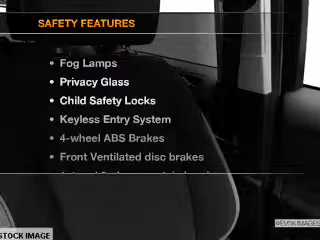 SAFETY FEATURES
• Fog Lamps
• Privacy Glass
• Child Safety Locks
• Keyless Entry System
• 4-wheel ABS Brakes
• Front Ventilated disc brakes
STOCK IMAGE